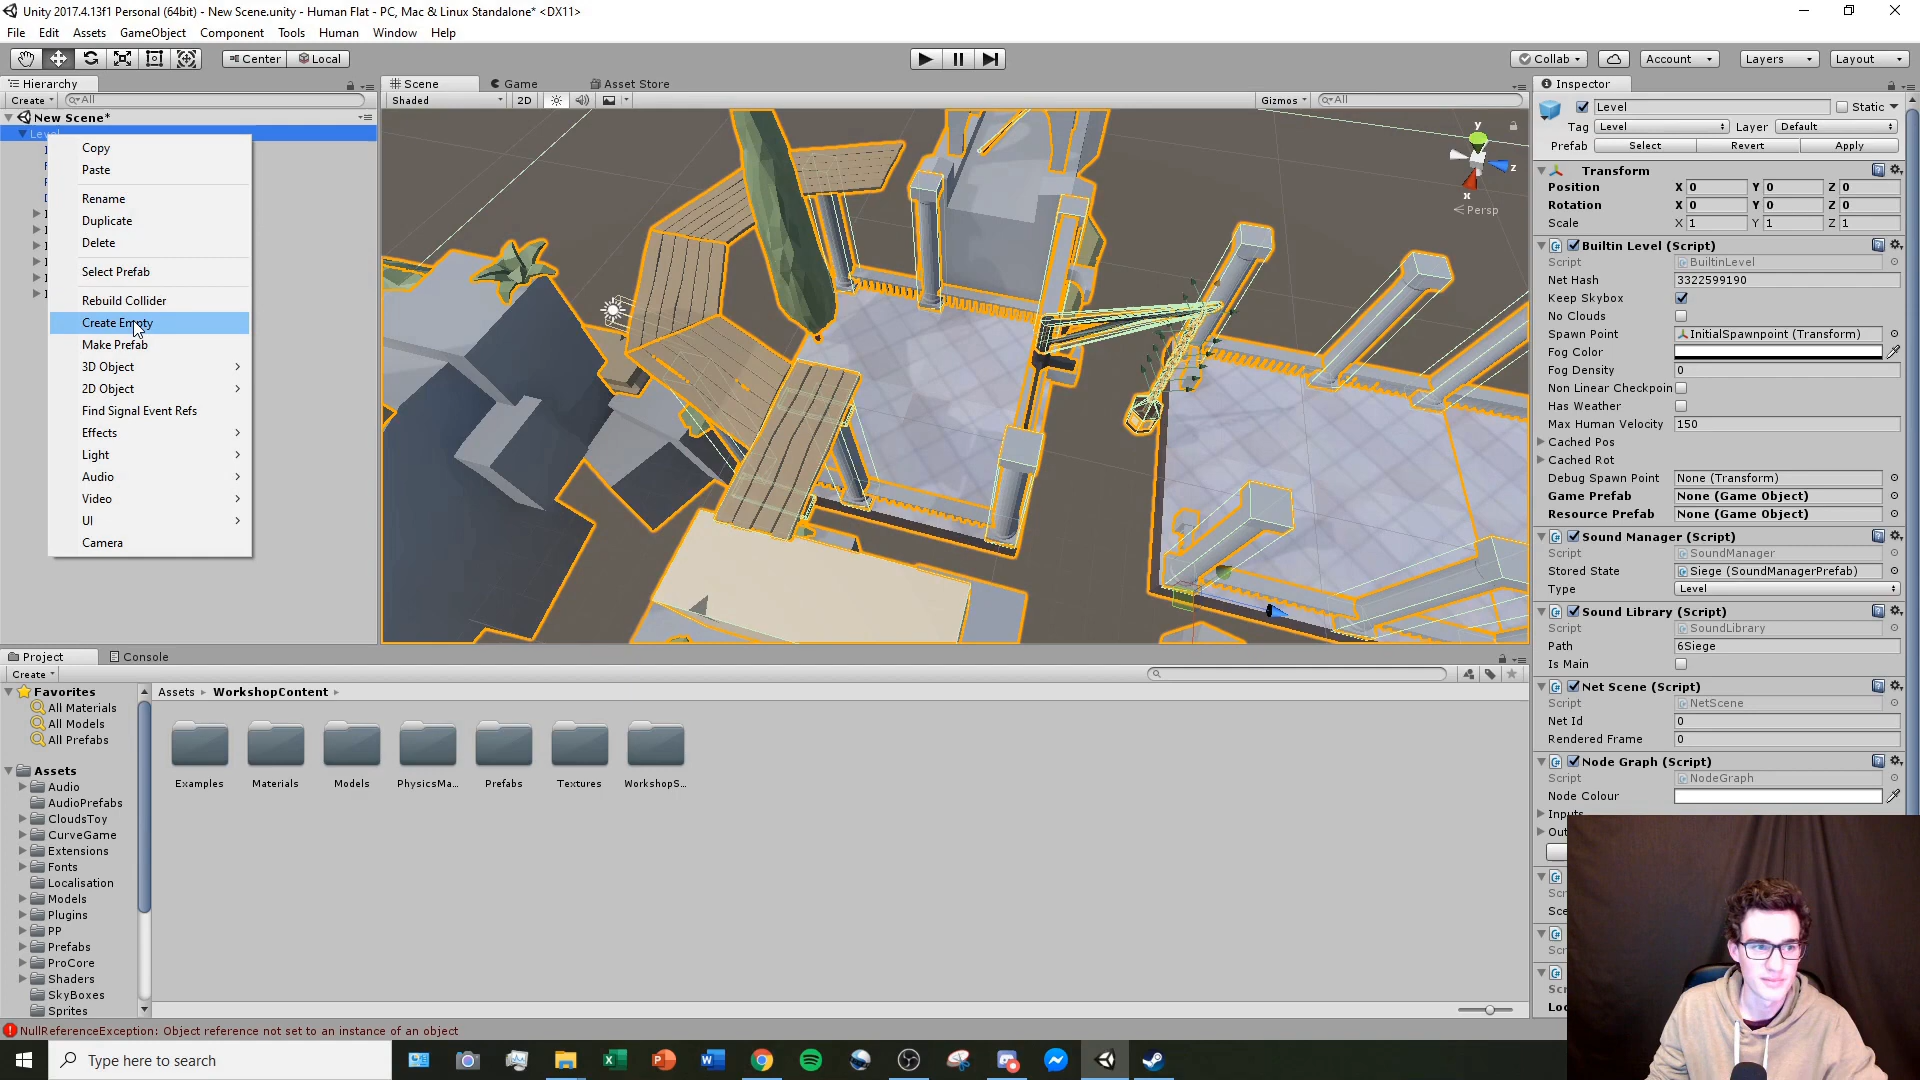 Unity 2017.4.13f1 Personal (64bit) - New Scene.unity - Human Flat - PC, Mac & Linux Standalone* <DX11>
File Edit Assets GameObject Component Tools Human Window Help
Center Local Collab Account Layers Layout
Hierarchy Scene Game Asset Store Inspector
Create All Shaded 2D Gizmos All
New Scene*
Level
Copy
Paste
Rename
Duplicate
Delete
Select Prefab
Rebuild Collider
Create Empty
Make Prefab
3D Object
2D Object
Find Signal Event Refs
Effects
Light
Audio
Video
UI
Camera
y
z
x
Persp
Level Static
Tag Level Layer Default
Prefab Select Revert Apply
Transform
Position X 0 Y 0 Z 0
Rotation X 0 Y 0 Z 0
Scale X 1 Y 1 Z 1
Builtin Level (Script)
Script BuiltinLevel
Net Hash 3322599190
Keep Skybox
No Clouds
Spawn Point InitialSpawnpoint (Transform)
Fog Color
Fog Density 0
Non Linear Checkpoin
Has Weather
Max Human Velocity 150
Cached Pos
Cached Rot
Debug Spawn Point None (Transform)
Game Prefab None (Game Object)
Resource Prefab None (Game Object)
Sound Manager (Script)
Script SoundManager
Stored State Siege (SoundManagerPrefab)
Type Level
Sound Library (Script)
Script SoundLibrary
Path 6Siege
Is Main
Net Scene (Script)
Script NetScene
Net Id 0
Rendered Frame 0
Node Graph (Script)
Script NodeGraph
Node Colour
Project Console
Create
Favorites
All Materials
All Models
All Prefabs
Assets
Audio
AudioPrefabs
CloudsToy
CurveGame
Extensions
Fonts
Localisation
Models
Plugins
PP
Prefabs
ProCore
Shaders
SkyBoxes
Sprites
Assets WorkshopContent
Examples Materials Models PhysicsMa... Prefabs Textures WorkshopS...
NullReferenceException: Object reference not set to an instance of an object
Type here to search